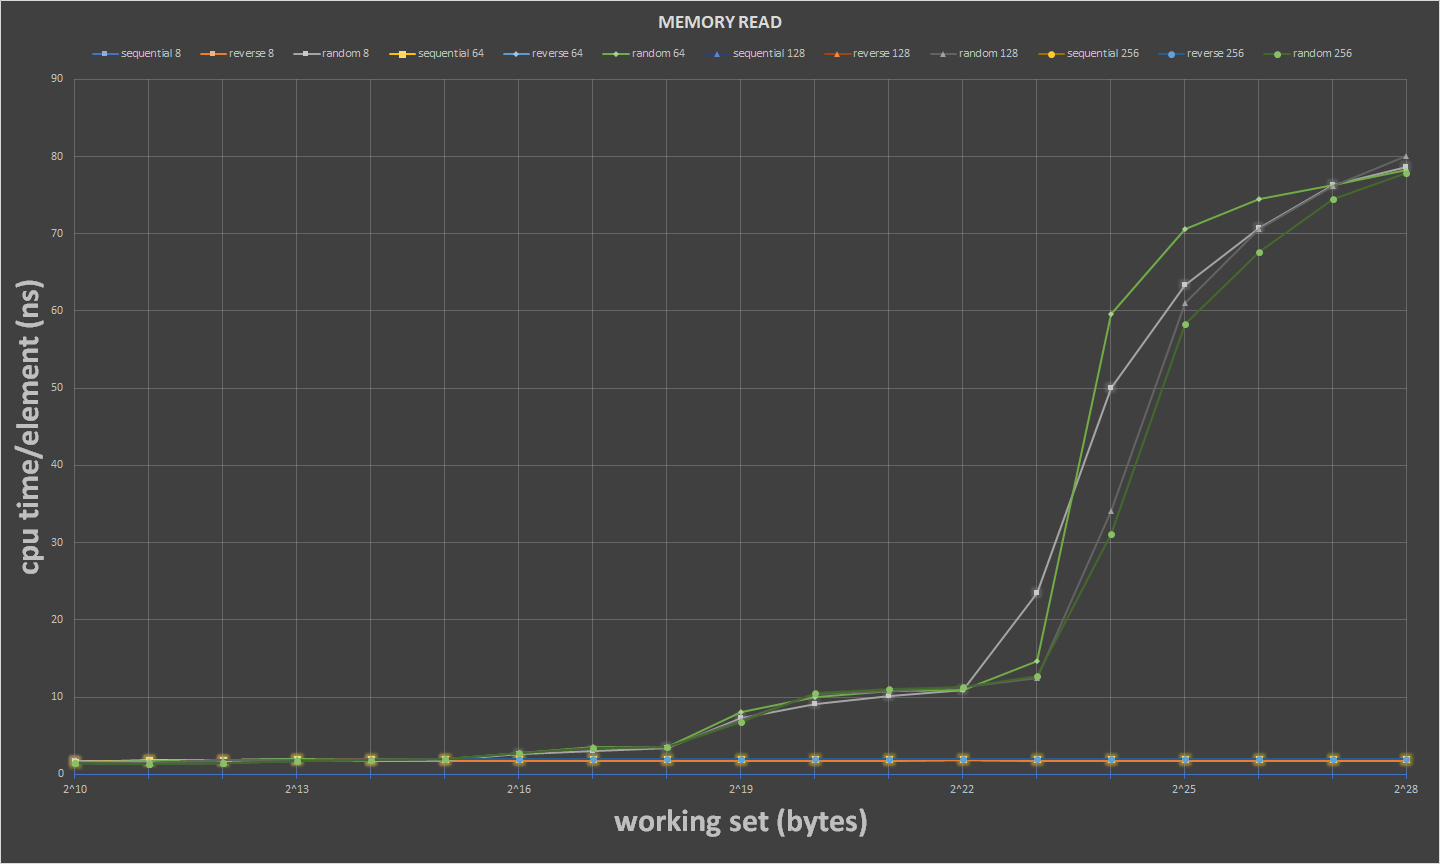 MEMORY READ
sequential 8 reverse 8 random 8 sequential 64 reverse 64 random 64 sequential 128 reverse 128 random 128 sequential 256 reverse 256 random 256
90
80
70
60
50
40
30
20
10
0
cpu time/element (ns)
2^10 2^13 2^16 2^19 2^22 2^25 2^28
working set (bytes)